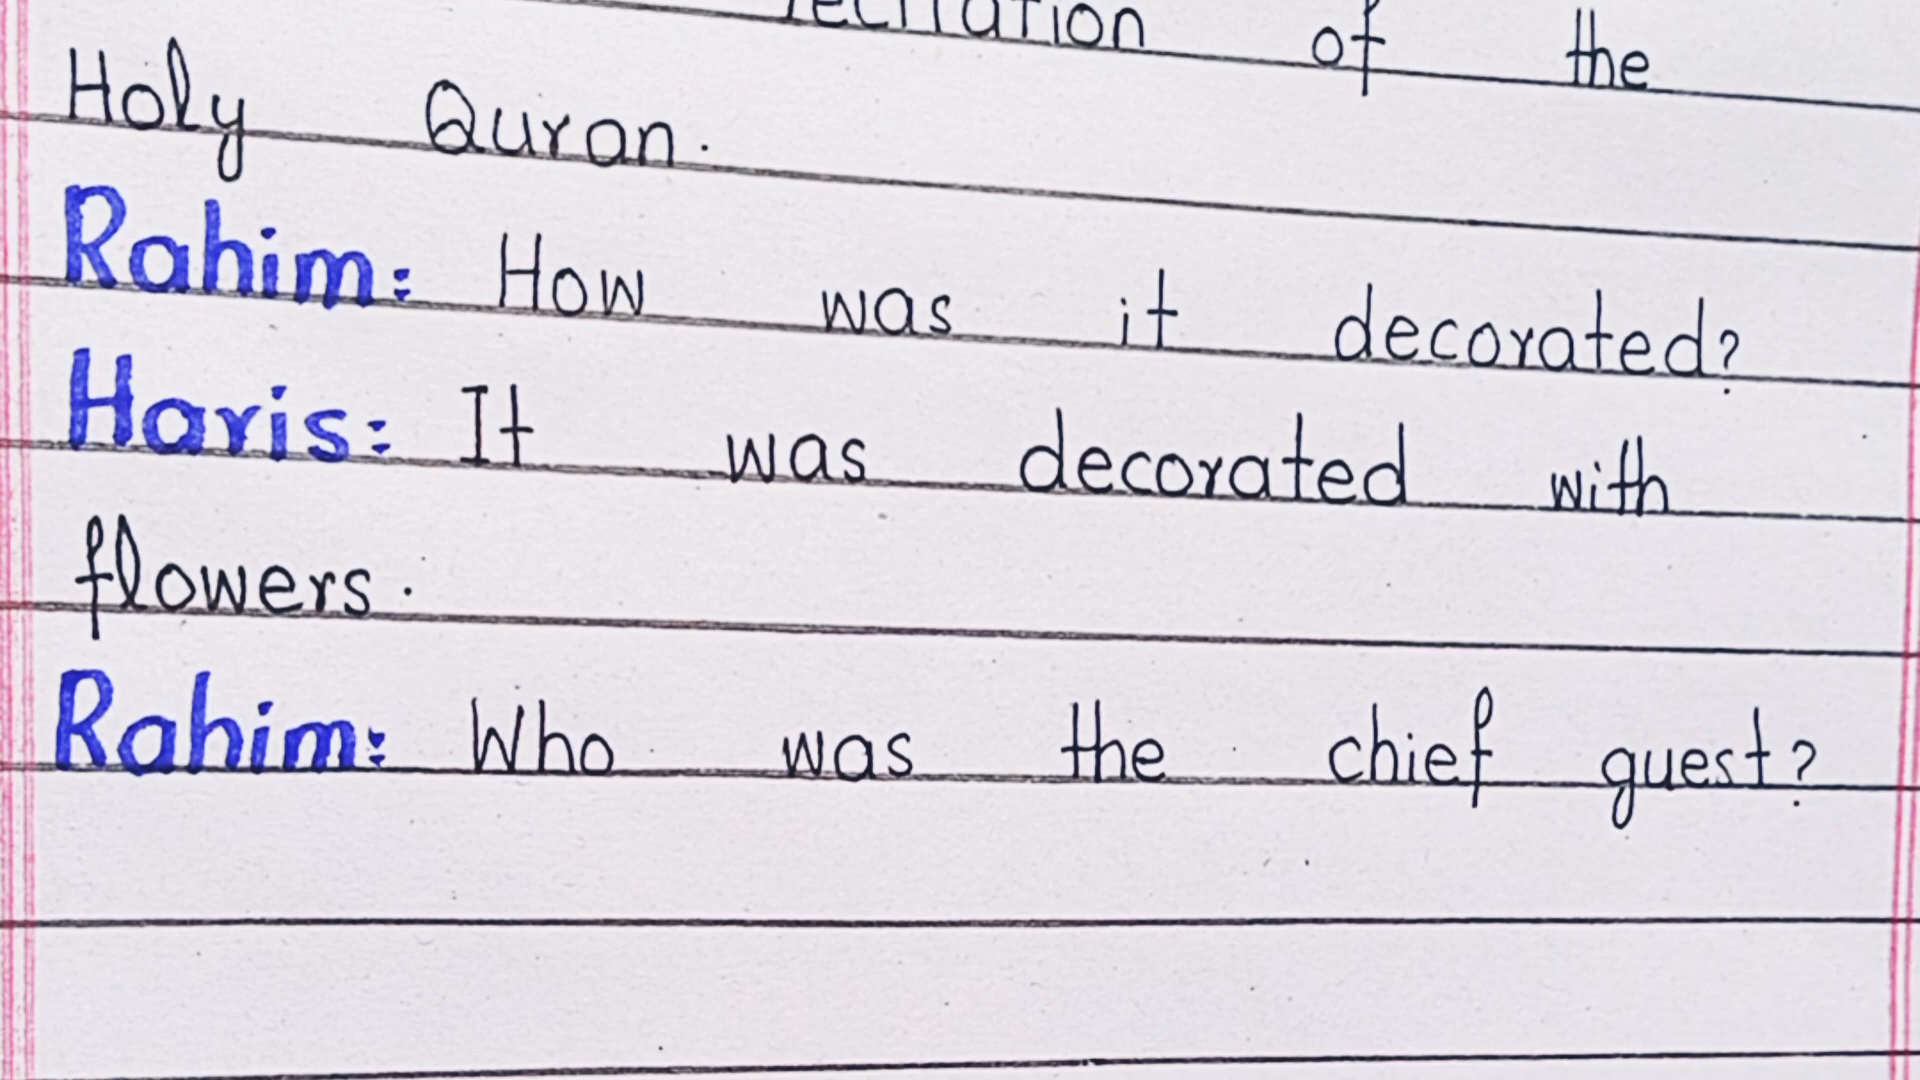 recitation of the
Holy Quran.
Rahim: How was it decorated?
Haris: It was decorated with
flowers.
Rahim: Who was the chief guest?